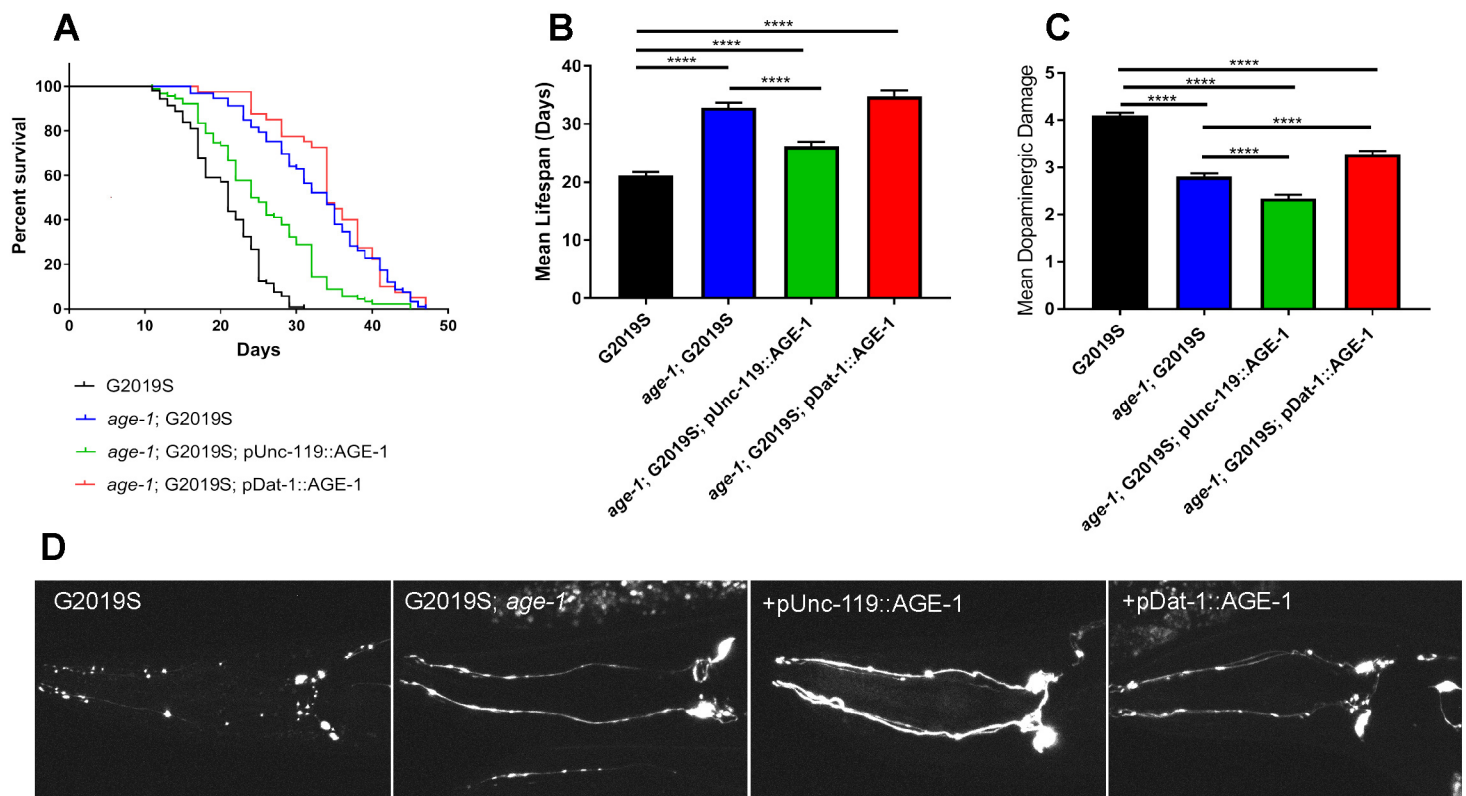 A
Percent survival
100
80
60
40
20
0
0 10 20 30 40 50
Days
G2019S
age-1; G2019S
age-1; G2019S; pUnc-119::AGE-1
age-1; G2019S; pDat-1::AGE-1
B
****
****
****
****
Mean Lifespan (Days)
40
30
20
10
0
G2019S
age-1; G2019S
age-1; G2019S; pUnc-119::AGE-1
age-1; G2019S; pDat-1::AGE-1
C
****
****
****
****
****
Mean Dopaminergic Damage
5
4
3
2
1
0
G2019S
age-1; G2019S
age-1; G2019S; pUnc-119::AGE-1
age-1; G2019S; pDat-1::AGE-1
D
G2019S
G2019S; age-1
+pUnc-119::AGE-1
+pDat-1::AGE-1